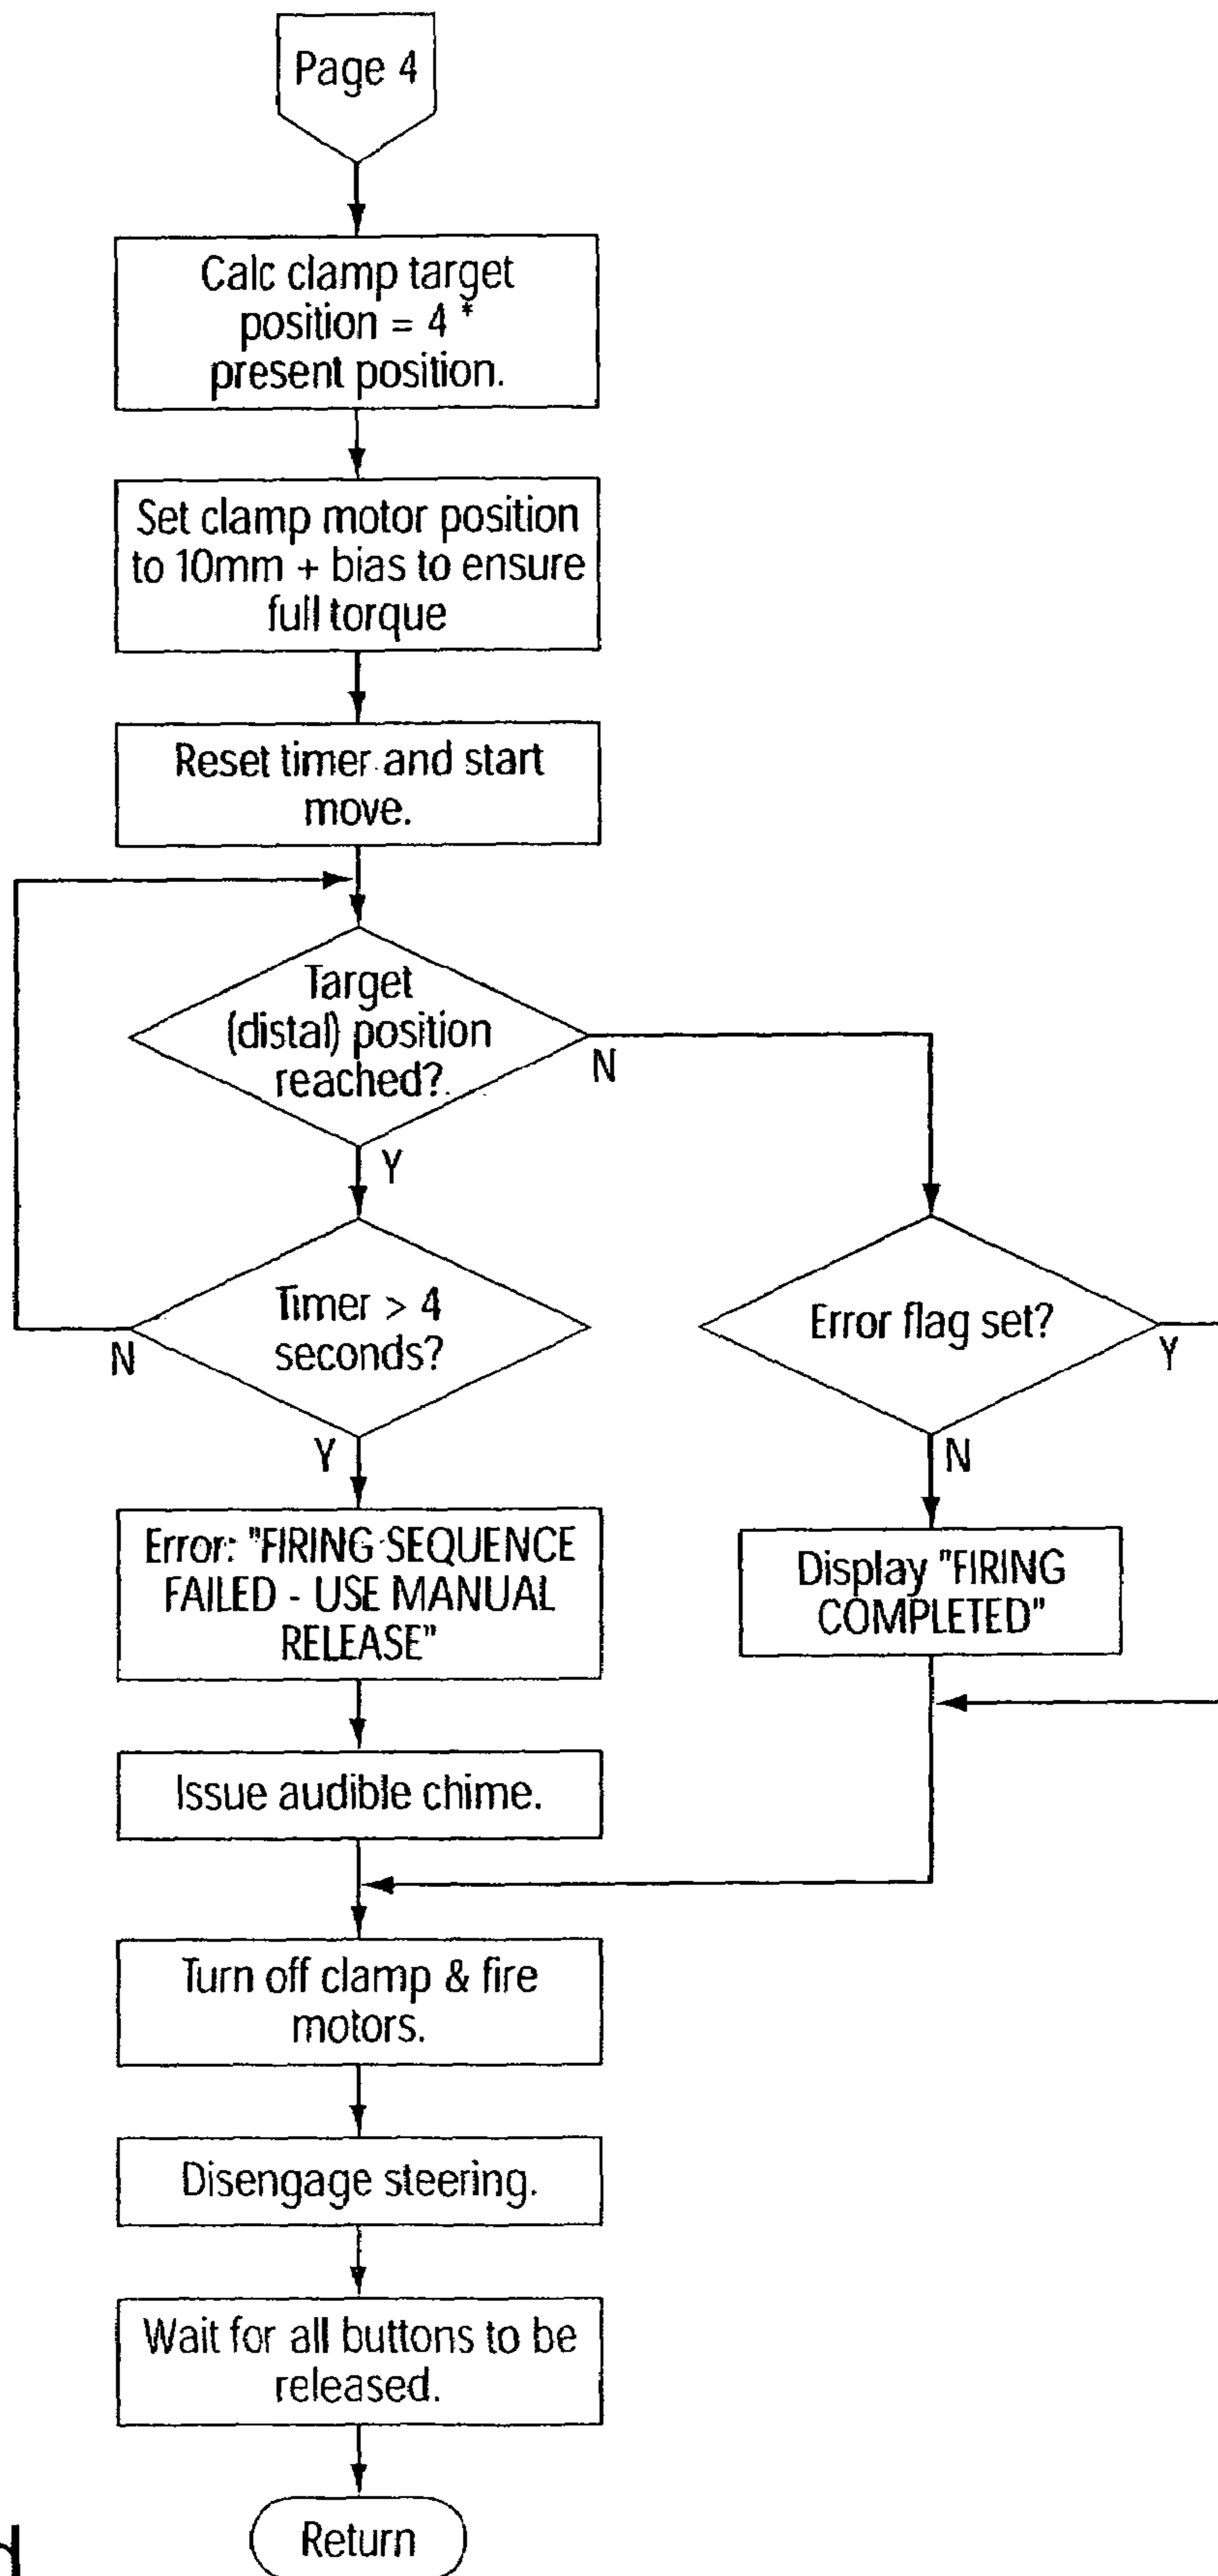 Page 4
Calc clamp target
position = 4 *
present position.
Set clamp motor position
to 10mm + bias to ensure
full torque
Reset timer and start
move.
Target
(distal) position
reached?
N
Y
Timer > 4
seconds?
N
Y
Error flag set?
Y
N
Error: "FIRING SEQUENCE
FAILED - USE MANUAL
RELEASE"
Display "FIRING
COMPLETED"
Issue audible chime.
Turn off clamp & fire
motors.
Disengage steering.
Wait for all buttons to be
released.
Return